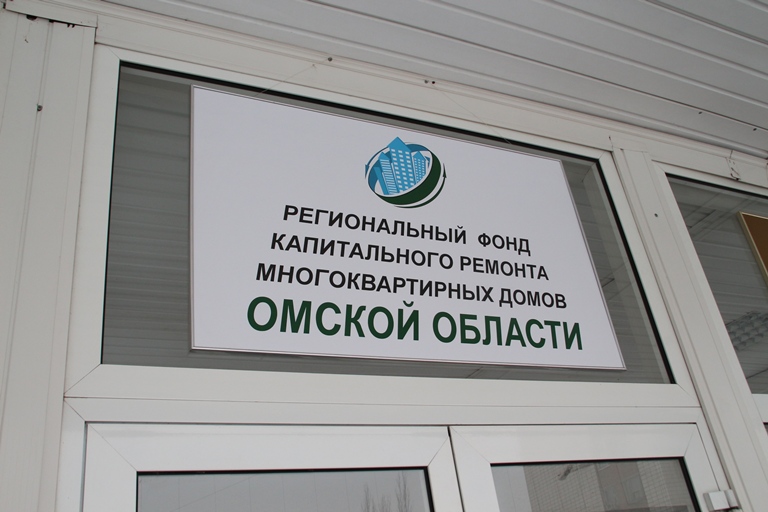 РЕГИОНАЛЬНЫЙ ФОНД
КАПИТАЛЬНОГО РЕМОНТА
МНОГОКВАРТИРНЫХ ДОМОВ
ОМСКОЙ ОБЛАСТИ